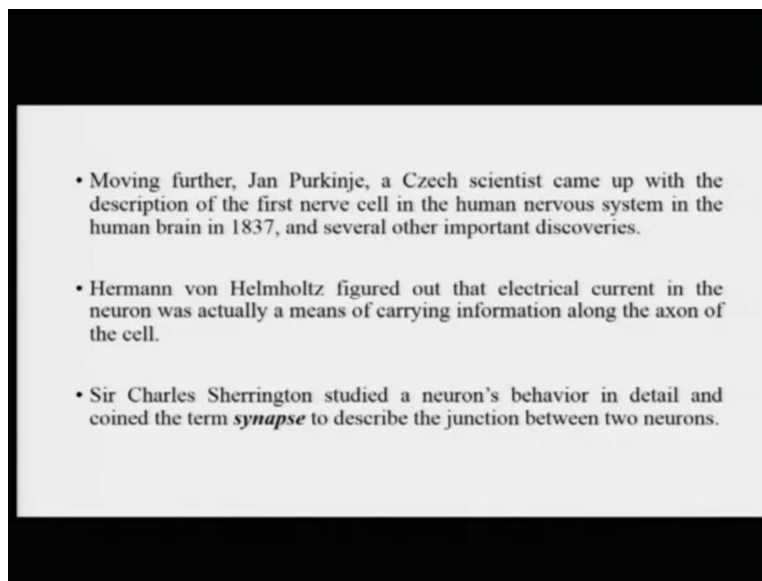 • Moving further, Jan Purkinje, a Czech scientist came up with the
description of the first nerve cell in the human nervous system in the
human brain in 1837, and several other important discoveries.
• Hermann von Helmholtz figured out that electrical current in the
neuron was actually a means of carrying information along the axon of
the cell.
• Sir Charles Sherrington studied a neuron's behavior in detail and
coined the term synapse to describe the junction between two neurons.